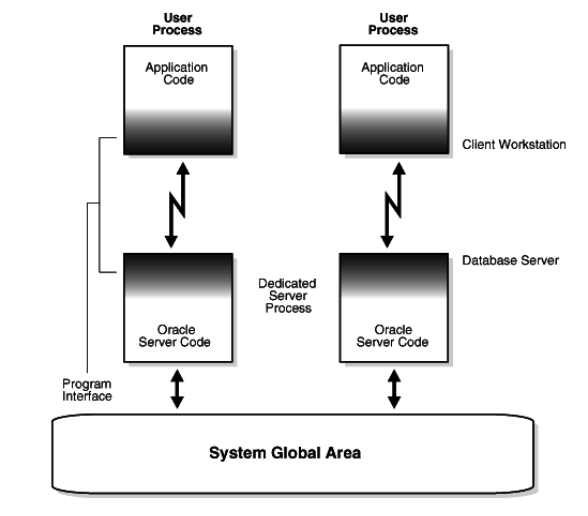 User
Process
User
Process
Application
Code
Application
Code
Client Workstation
Database Server
Dedicated
Server
Process
Oracle
Server Code
Oracle
Server Code
Program
Interface
System Global Area